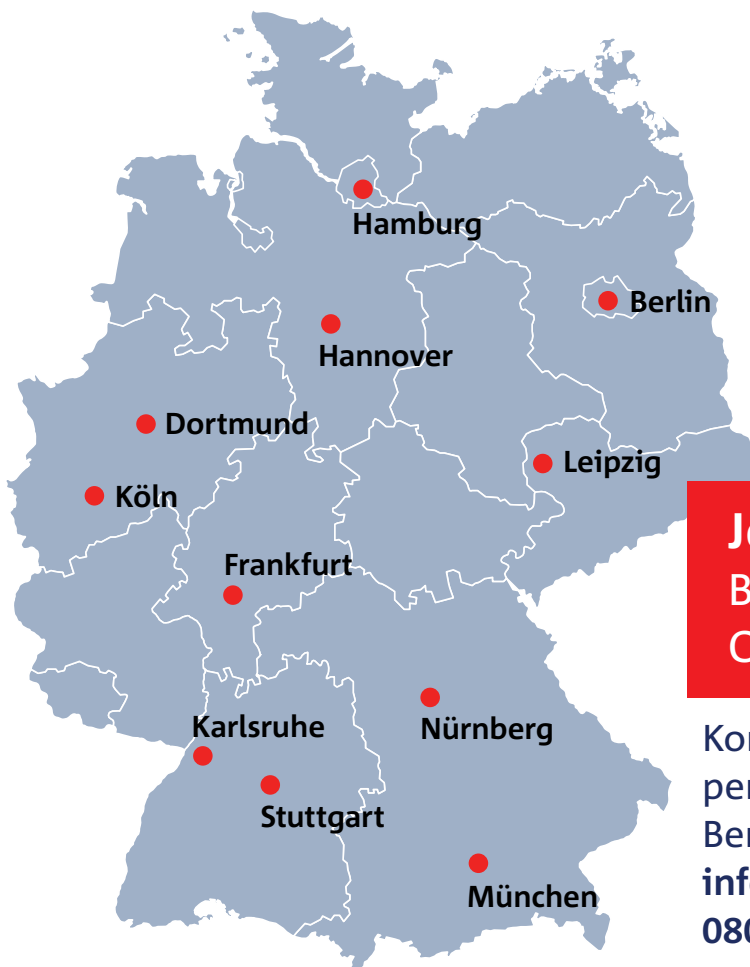 Hamburg
Berlin
Hannover
Dortmund
Leipzig
Köln
Frankfurt
Karlsruhe
Nürnberg
Stuttgart
München